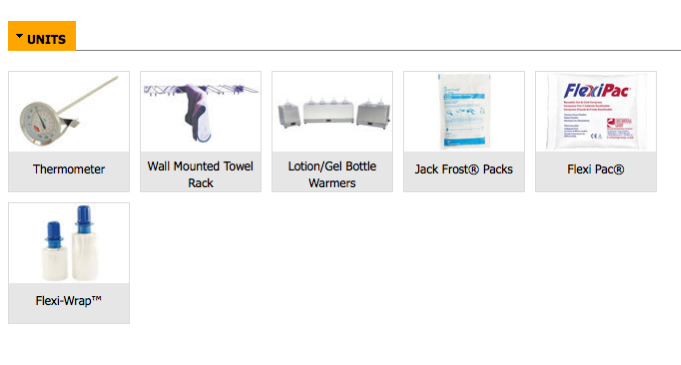 UNITS
FlexiPac
Thermometer
Wall Mounted Towel
Rack
Lotion/Gel Bottle
Warmers
Jack Frost® Packs
Flexi Pac®
Flexi-Wrap™